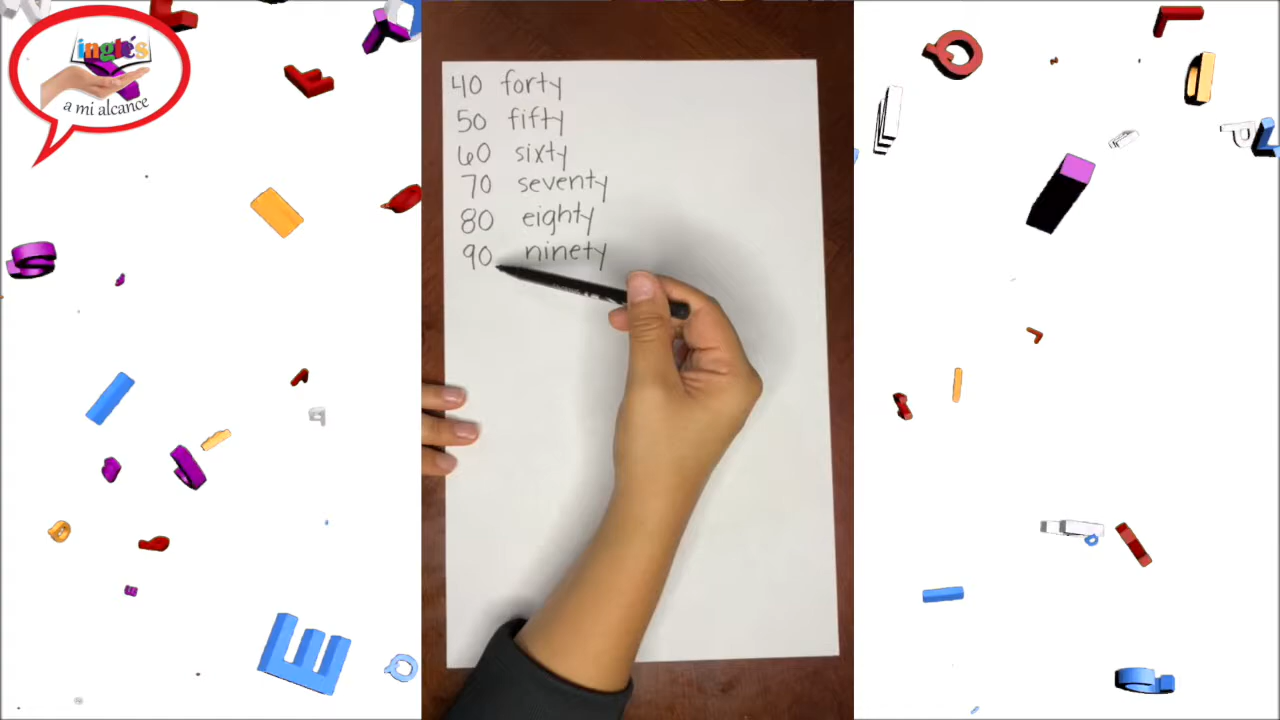 inglés
a mi alcance
40 forty
50 fifty
60 sixty
70 seventy
80 eighty
90 ninety